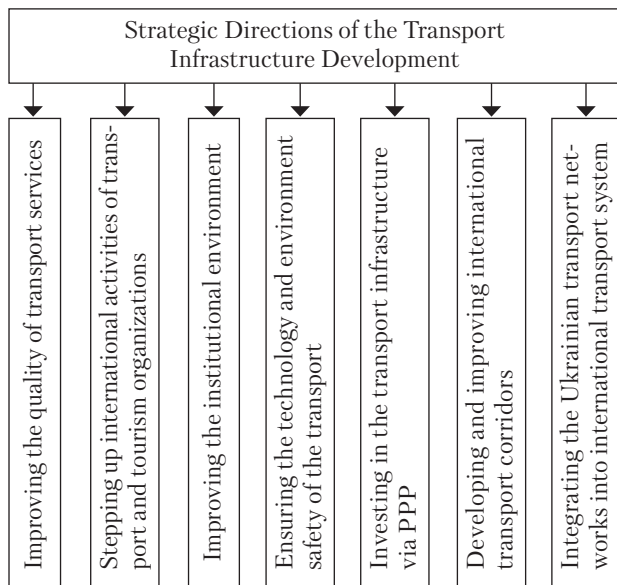 Strategic Directions of the Transport
Infrastructure Development
Improving the quality of transport services
Stepping up international activities of trans-
port and tourism organizations
Improving the institutional environment
Ensuring the technology and environment
safety of the transport
Investing in the transport infrastructure
via PPP
Developing and improving international
transport corridors
Integrating the Ukrainian transport net-
works into international transport system